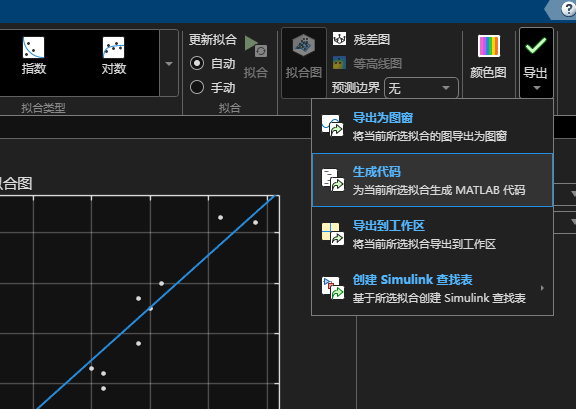 更新拟合
指数
对数
自动
手动
拟合
拟合图
残差图
等高线图
预测边界
无
颜色图
导出
拟合类型
拟合
导出为图窗
将当前所选拟合的图导出为图窗
生成代码
为当前所选拟合生成 MATLAB 代码
导出到工作区
将当前所选拟合导出到工作区
创建 Simulink 查找表
基于所选拟合创建 Simulink 查找表
合图